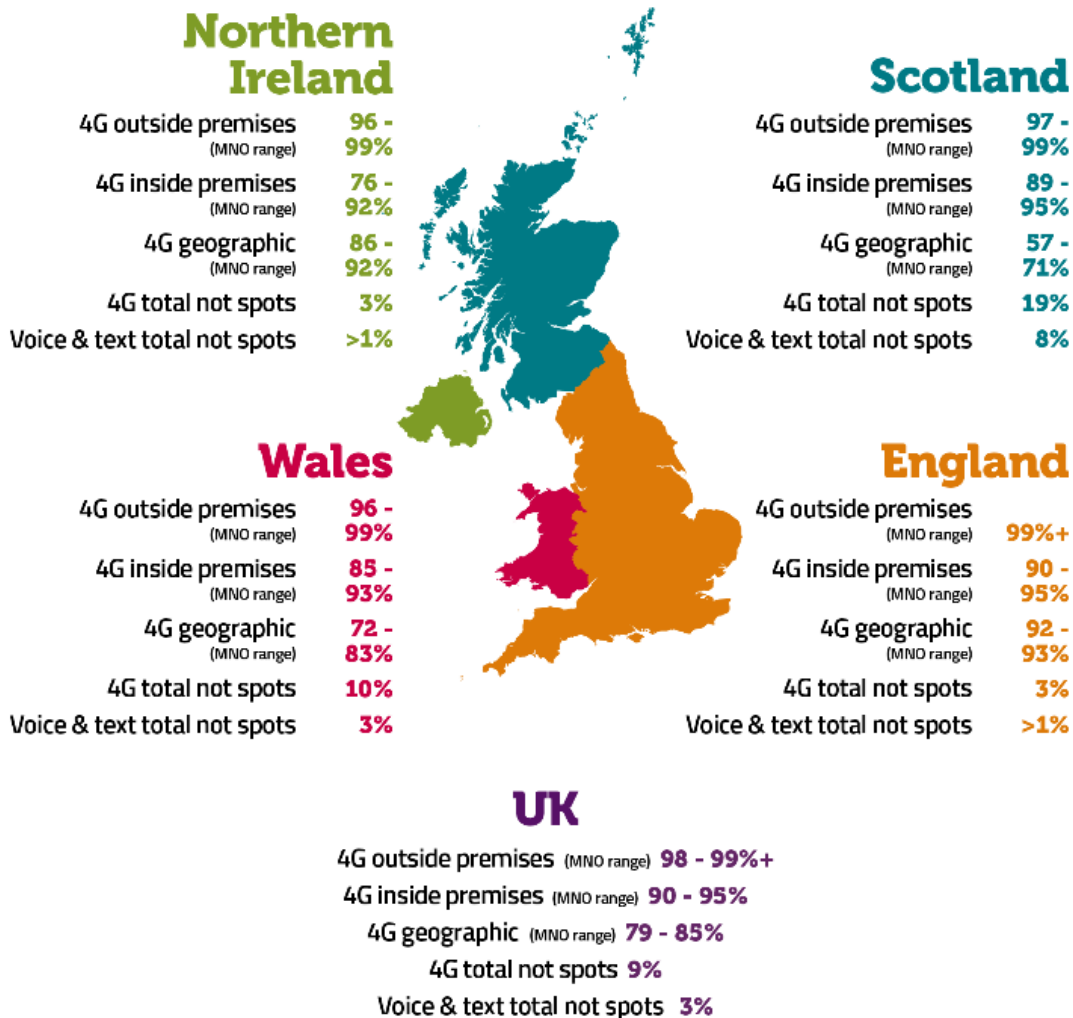 Northern
Ireland
4G outside premises 96 -
(MNO range) 99%
4G inside premises 76 -
(MNO range) 92%
4G geographic 86 -
(MNO range) 92%
4G total not spots 3%
Voice & text total not spots >1%
Scotland
4G outside premises 97 -
(MNO range) 99%
4G inside premises 89 -
(MNO range) 95%
4G geographic 57 -
(MNO range) 71%
4G total not spots 19%
Voice & text total not spots 8%
Wales
4G outside premises 96 -
(MNO range) 99%
4G inside premises 85 -
(MNO range) 93%
4G geographic 72 -
(MNO range) 83%
4G total not spots 10%
Voice & text total not spots 3%
England
4G outside premises
(MNO range) 99%+
4G inside premises 90 -
(MNO range) 95%
4G geographic 92 -
(MNO range) 93%
4G total not spots 3%
Voice & text total not spots >1%
UK
4G outside premises (MNO range) 98 - 99%+
4G inside premises (MNO range) 90 - 95%
4G geographic (MNO range) 79 - 85%
4G total not spots 9%
Voice & text total not spots 3%